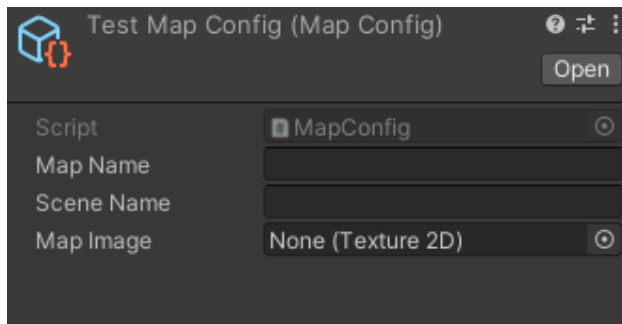 Test Map Config (Map Config)
Open
Script MapConfig
Map Name
Scene Name
Map Image None (Texture 2D)